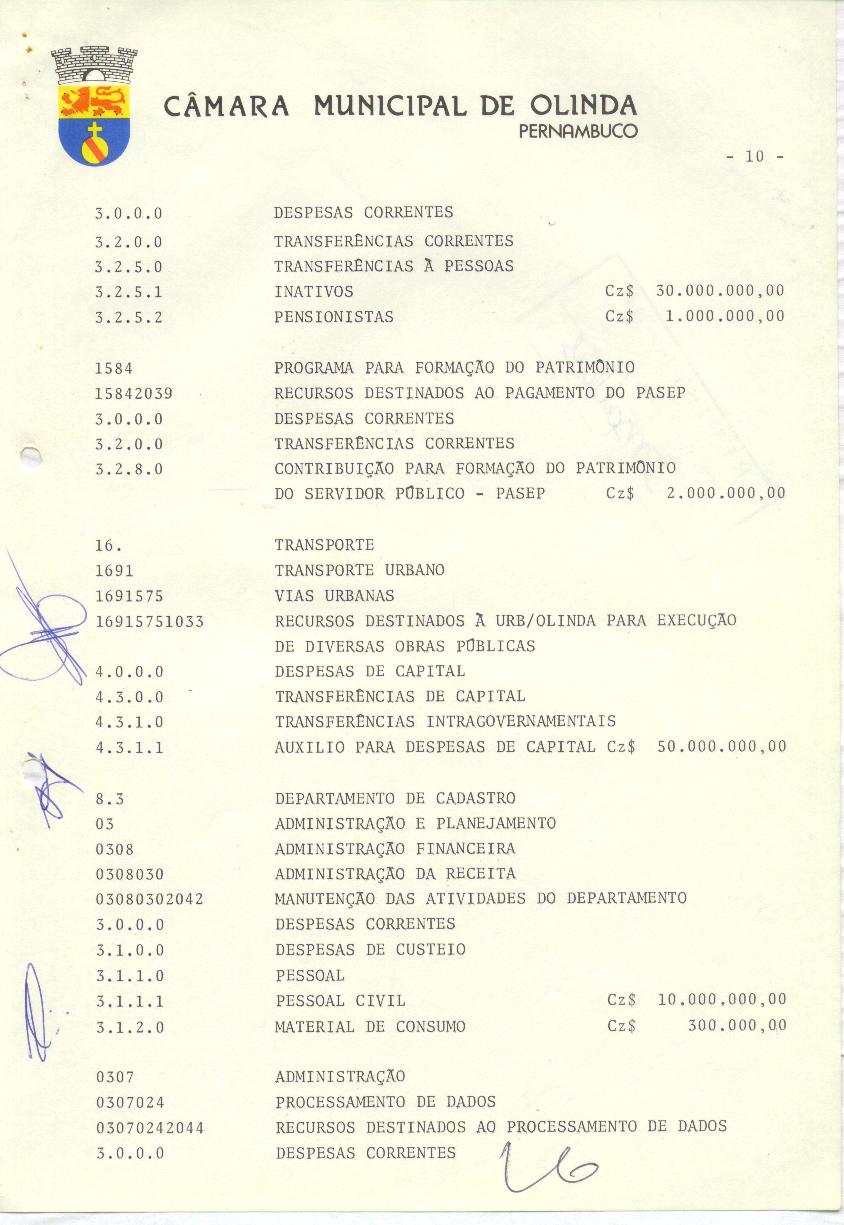 CÂMARA MUNICIPAL DE OLINDA
PERNAMBUCO
- 10 -
3.0.0.0 DESPESAS CORRENTES
3.2.0.0 TRANSFERÊNCIAS CORRENTES
3.2.5.0 TRANSFERÊNCIAS À PESSOAS
3.2.5.1 INATIVOS Cz$ 30.000.000,00
3.2.5.2 PENSIONISTAS Cz$ 1.000.000,00
1584 PROGRAMA PARA FORMAÇÃO DO PATRIMÔNIO
15842039 RECURSOS DESTINADOS AO PAGAMENTO DO PASEP
3.0.0.0 DESPESAS CORRENTES
3.2.0.0 TRANSFERÊNCIAS CORRENTES
3.2.8.0 CONTRIBUIÇÃO PARA FORMAÇÃO DO PATRIMÔNIO
DO SERVIDOR PÚBLICO - PASEP Cz$ 2.000.000,00
16. TRANSPORTE
1691 TRANSPORTE URBANO
1691575 VIAS URBANAS
16915751033 RECURSOS DESTINADOS À URB/OLINDA PARA EXECUÇÃO
DE DIVERSAS OBRAS PÚBLICAS
4.0.0.0 DESPESAS DE CAPITAL
4.3.0.0 TRANSFERÊNCIAS DE CAPITAL
4.3.1.0 TRANSFERÊNCIAS INTRAGOVERNAMENTAIS
4.3.1.1 AUXILIO PARA DESPESAS DE CAPITAL Cz$ 50.000.000,00
8.3 DEPARTAMENTO DE CADASTRO
03 ADMINISTRAÇÃO E PLANEJAMENTO
0308 ADMINISTRAÇÃO FINANCEIRA
0308030 ADMINISTRAÇÃO DA RECEITA
03080302042 MANUTENÇÃO DAS ATIVIDADES DO DEPARTAMENTO
3.0.0.0 DESPESAS CORRENTES
3.1.0.0 DESPESAS DE CUSTEIO
3.1.1.0 PESSOAL
3.1.1.1 PESSOAL CIVIL Cz$ 10.000.000,00
3.1.2.0 MATERIAL DE CONSUMO Cz$ 300.000,00
0307 ADMINISTRAÇÃO
0307024 PROCESSAMENTO DE DADOS
03070242044 RECURSOS DESTINADOS AO PROCESSAMENTO DE DADOS
3.0.0.0 DESPESAS CORRENTES